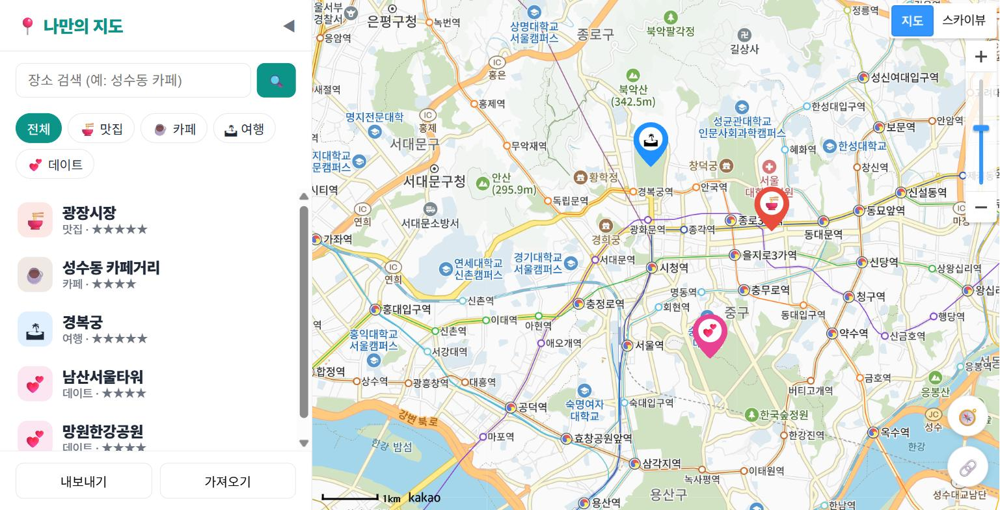 나만의 지도
장소 검색 (예: 성수동 카페)
전체
맛집
카페
여행
데이트
광장시장
맛집 · ★★★★★
성수동 카페거리
카페 · ★★★★
경복궁
여행 · ★★★★★
남산서울타워
데이트 · ★★★★
망원한강공원
데이트 · ★★★★
내보내기
가져오기
지도
스카이뷰
울서부
경찰서
은평구청
녹번역
응암역
상명대학교
서울캠퍼스
종로구
북악팔각정
길상사
정릉역
IC
홍은
새절역
홍제역
북악산
(342.5m)
성신여대입구역
한성대입구역
명지전문대학
IC
홍제
서대문구
무악재역
성균관대학교
인문사회과학캠퍼스
보문역
안암역
혜화역
한성대학교
지대학교
문캠퍼스
서대문구청
안산
(295.9m)
황학정
창덕궁
서울
창신역
시티역
독립문역
경복궁역
안국역
신설동역
IC
연희
서대문소방서
동묘앞역
IC
경희궁
광화문역
종각역
동대문역
가좌역
연세대학교
신촌캠퍼스
경기대학교
서울캠퍼스
서대문역
을지로3가역
신당역
상왕십리역
IC
연희
시청역
명동역
충무로역
청구역
신촌역
충정로역
회현역
중구
동대입구역
행당역
홍대입구역
이대역
아현역
신촌역
약수역
신금호역
홍익대학교
서울캠퍼스
애오개역
서울역
서강대역
합정역
상수역
광흥창역
대흥역
금호역
응봉역
버티고개역
응봉산
숙명여자
대학교
숙대입구역
공덕역
한국숲정원
JC
성수
강변북로
마포역
효창공원앞역
한강진역
옥수역
한강 밤섬
한강
삼각지역
녹사평역
이태원역
용산구
성수대교남단
1km
kakao
용산역
한남역